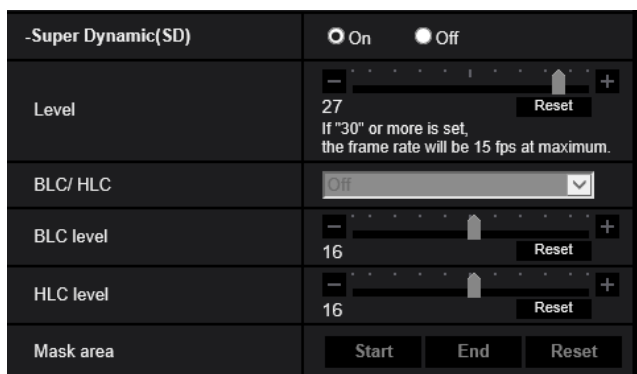 -Super Dynamic(SD)
On Off
Level
27 Reset
If "30" or more is set,
the frame rate will be 15 fps at maximum.
BLC/ HLC
Off
BLC level
16 Reset
HLC level
16 Reset
Mask area
Start End Reset